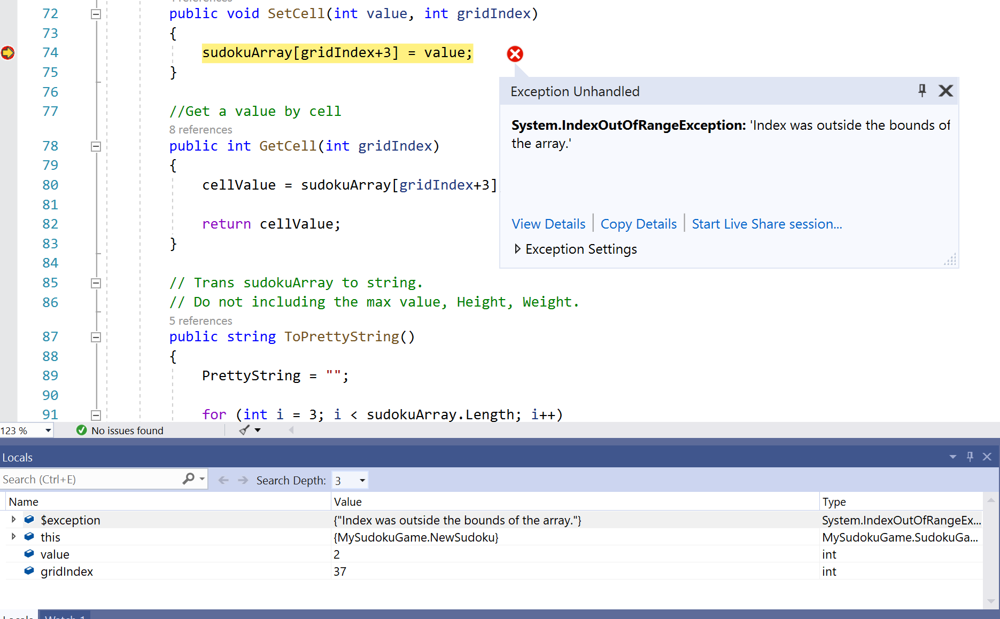 72 public void SetCell(int value, int gridIndex)
73 {
74 sudokuArray[gridIndex+3] = value;
75 }
76
77 //Get a value by cell
8 references
78 public int GetCell(int gridIndex)
79 {
80 cellValue = sudokuArray[gridIndex+3]
81
82 return cellValue;
83 }
84
85 // Trans sudokuArray to string.
86 // Do not including the max value, Height, Weight.
5 references
87 public string ToPrettyString()
88 {
89 PrettyString = "";
90
91 for (int i = 3; i < sudokuArray.Length; i++)
Exception Unhandled
System.IndexOutOfRangeException: 'Index was outside the bounds of
the array.'
View Details | Copy Details | Start Live Share session...
Exception Settings
123 % No issues found
Locals
Search (Ctrl+E) Search Depth: 3
Name Value Type
$exception {"Index was outside the bounds of the array."} System.IndexOutOfRangeEx...
this {MySudokuGame.NewSudoku} MySudokuGame.SudokuGa...
value 2 int
gridIndex 37 int
Locals Watch 1